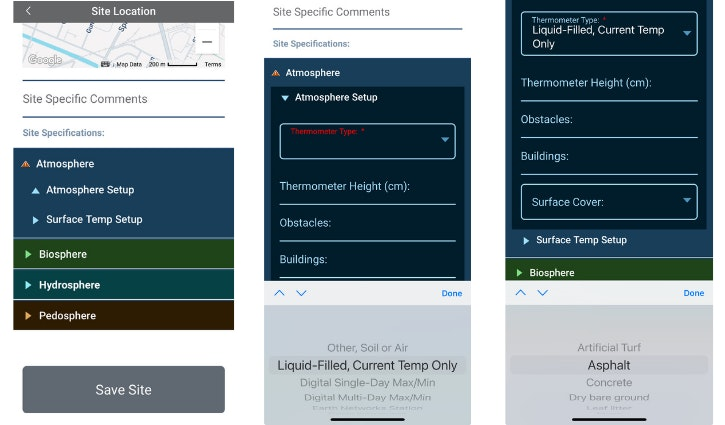 Site Location
Google
Map Data
200 m
Terms
Site Specific Comments
Site Specifications:
Atmosphere
Atmosphere Setup
Surface Temp Setup
Biosphere
Hydrosphere
Pedosphere
Save Site
Site Specific Comments
Site Specifications:
Atmosphere
Atmosphere Setup
Thermometer Type: *
Thermometer Height (cm):
Obstacles:
Buildings:
Done
Other, Soil or Air
Liquid-Filled, Current Temp Only
Digital Single-Day Max/Min
Digital Multi-Day Max/Min
Earth Networks Station
Thermometer Type: *
Liquid-Filled, Current Temp
Only
Thermometer Height (cm):
Obstacles:
Buildings:
Surface Cover:
Surface Temp Setup
Biosphere
Done
Artificial Turf
Asphalt
Concrete
Dry bare ground
Leaf litter